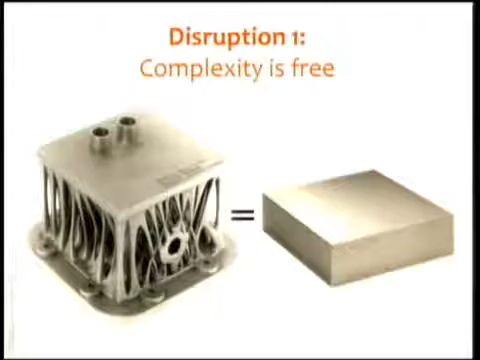 Disruption 1:
Complexity is free
=